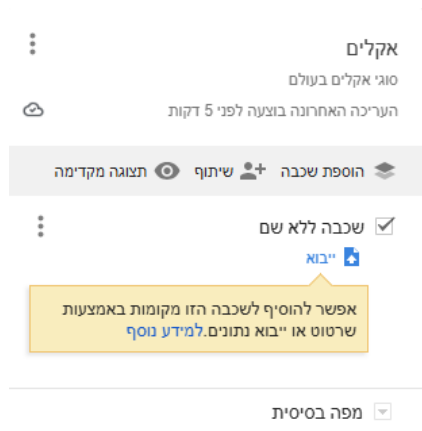 אקלים
סוגי אקלים בעולם
העריכה האחרונה בוצעה לפני 5 דקות
הוספת שכבה שיתוף תצוגה מקדימה
שכבה ללא שם
ייבוא
אפשר להוסיף לשכבה הזו מקומות באמצעות
שרטוט או ייבוא נתונים.למידע נוסף
מפה בסיסית